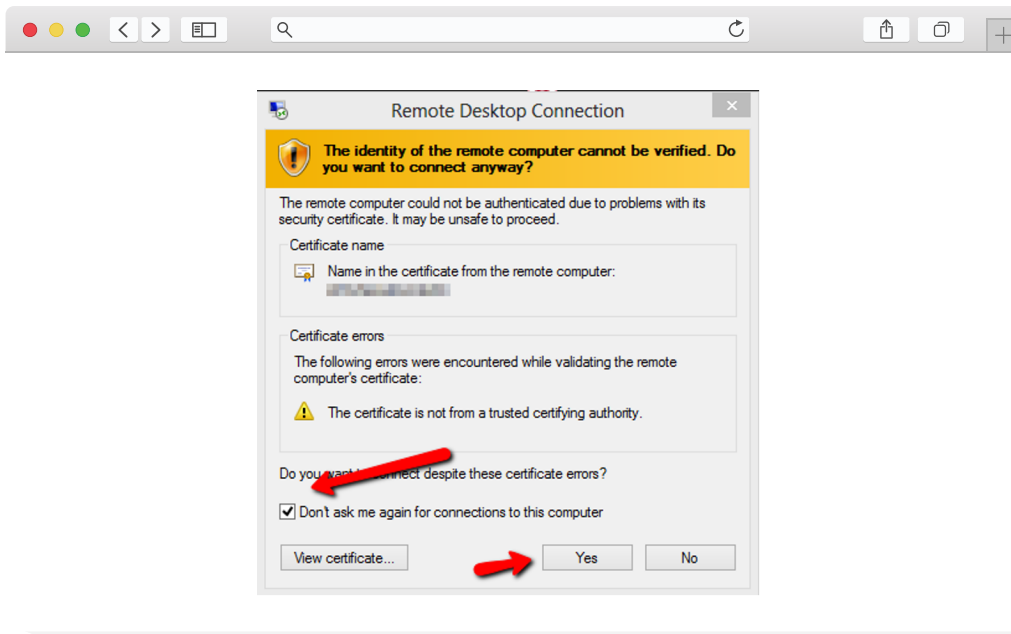 Remote Desktop Connection
The identity of the remote computer cannot be verified. Do
you want to connect anyway?
The remote computer could not be authenticated due to problems with its
security certificate. It may be unsafe to proceed.
Certificate name
Name in the certificate from the remote computer:
Certificate errors
The following errors were encountered while validating the remote
computer's certificate:
The certificate is not from a trusted certifying authority.
Do you want connect despite these certificate errors?
Don't ask me again for connections to this computer
View certificate...
Yes
No